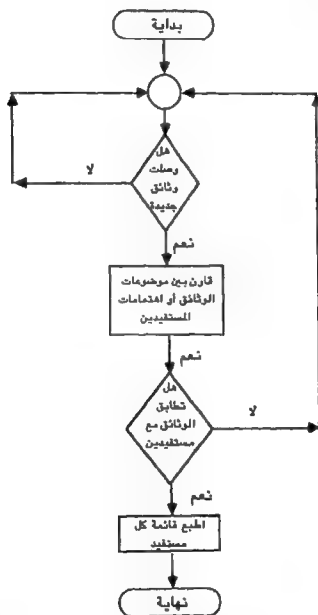 بداية
هل
وصلت
وثائق
جديدة
لا
نعم
قارن بين موضوعات
الوثائق أو اهتمامات
المستفيدين
نعم
هل
تطابق
الوثائق مع
مستفيدين
لا
نعم
اطبع قائمة كل
مستفيد
نهاية